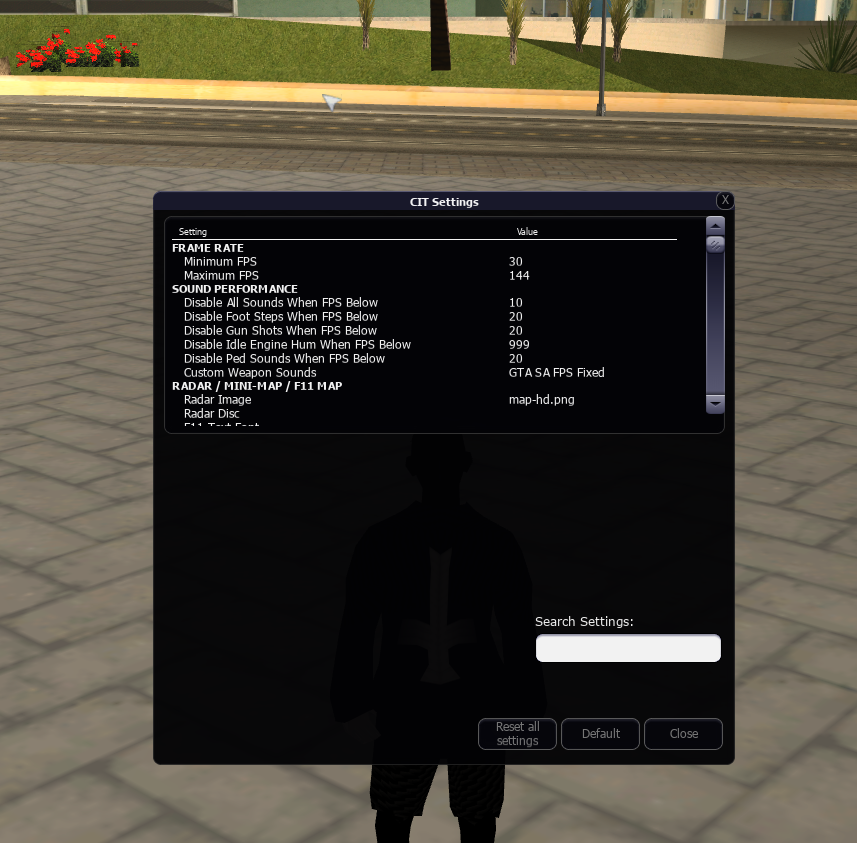 CIT Settings
X
Setting Value
FRAME RATE
Minimum FPS 30
Maximum FPS 144
SOUND PERFORMANCE
Disable All Sounds When FPS Below 10
Disable Foot Steps When FPS Below 20
Disable Gun Shots When FPS Below 20
Disable Idle Engine Hum When FPS Below 999
Disable Ped Sounds When FPS Below 20
Custom Weapon Sounds GTA SA FPS Fixed
RADAR / MINI-MAP / F11 MAP
Radar Image map-hd.png
Radar Disc
F11 Text Font
Search Settings:
Reset all
settings
Default
Close